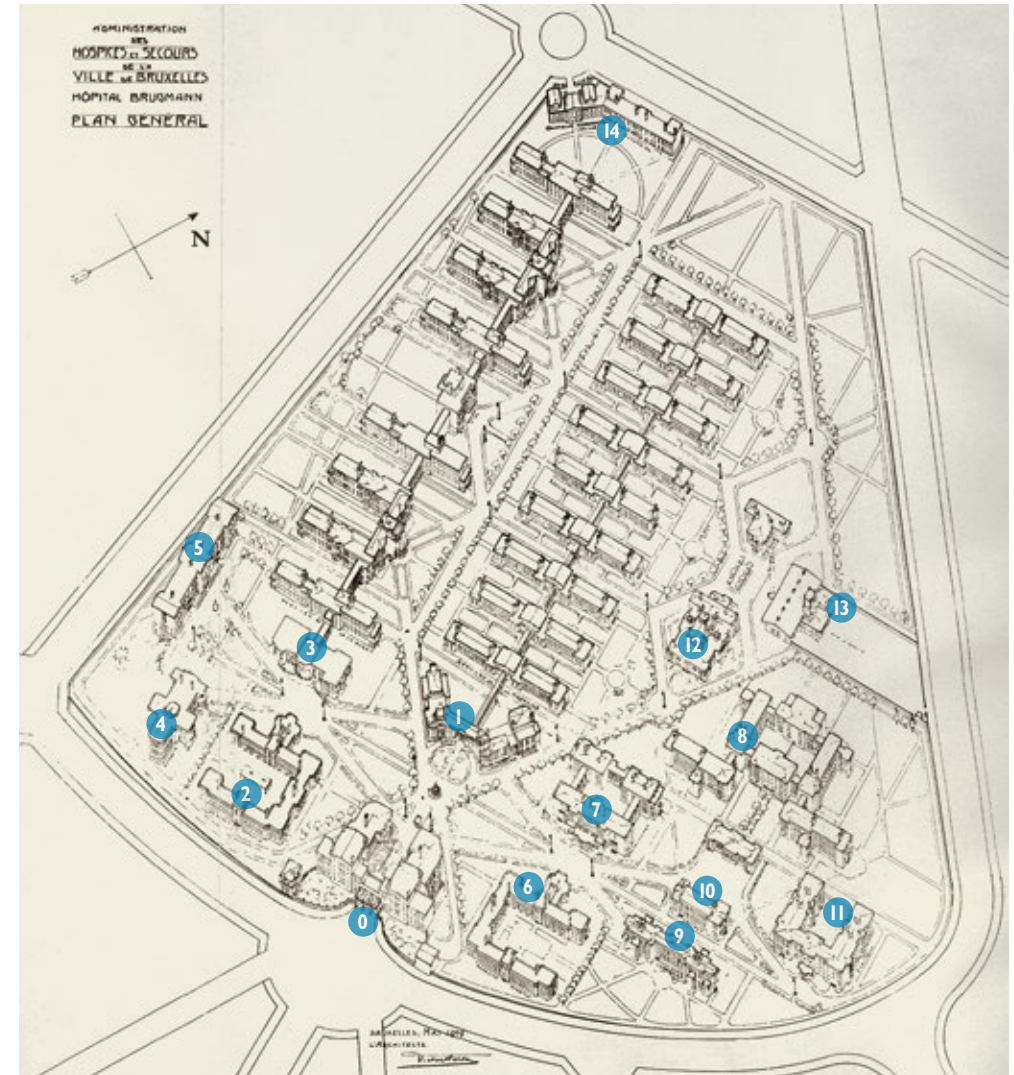 ADMINISTRATION
DES
HOSPICES ET SECOURS
DE LA
VILLE DE BRUXELLES
HÔPITAL BRUGMANN
PLAN GÉNÉRAL
N
14
5
3
13
12
1
4
8
2
7
6
10
11
0
9
BRUXELLES, MAI
L'ARCHITECTE